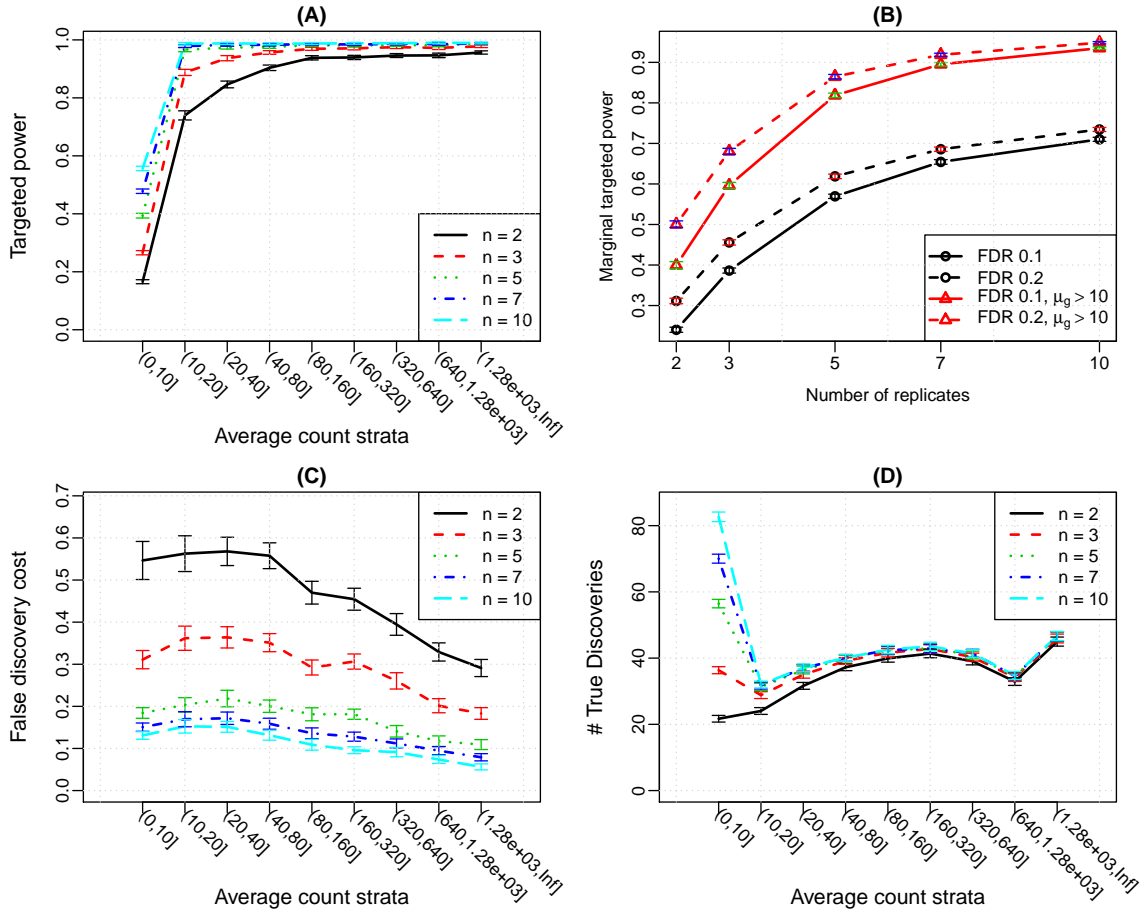 (A)
Targeted power
1.0
0.8
0.6
0.4
0.2
0.0
n = 2
n = 3
n = 5
n = 7
n = 10
(0,10]
(10,20]
(20,40]
(40,80]
(80,160]
(160,320]
(320,640]
(640,1.28e+03]
(1.28e+03,Inf]
Average count strata
(B)
Marginal targeted power
0.9
0.8
0.7
0.6
0.5
0.4
0.3
FDR 0.1
FDR 0.2
FDR 0.1, μg > 10
FDR 0.2, μg > 10
2 3 5 7 10
Number of replicates
(C)
False discovery cost
0.7
0.6
0.5
0.4
0.3
0.2
0.1
0.0
n = 2
n = 3
n = 5
n = 7
n = 10
(0,10]
(10,20]
(20,40]
(40,80]
(80,160]
(160,320]
(320,640]
(640,1.28e+03]
(1.28e+03,Inf]
Average count strata
(D)
# True Discoveries
80
60
40
20
0
n = 2
n = 3
n = 5
n = 7
n = 10
(0,10]
(10,20]
(20,40]
(40,80]
(80,160]
(160,320]
(320,640]
(640,1.28e+03]
(1.28e+03,Inf]
Average count strata